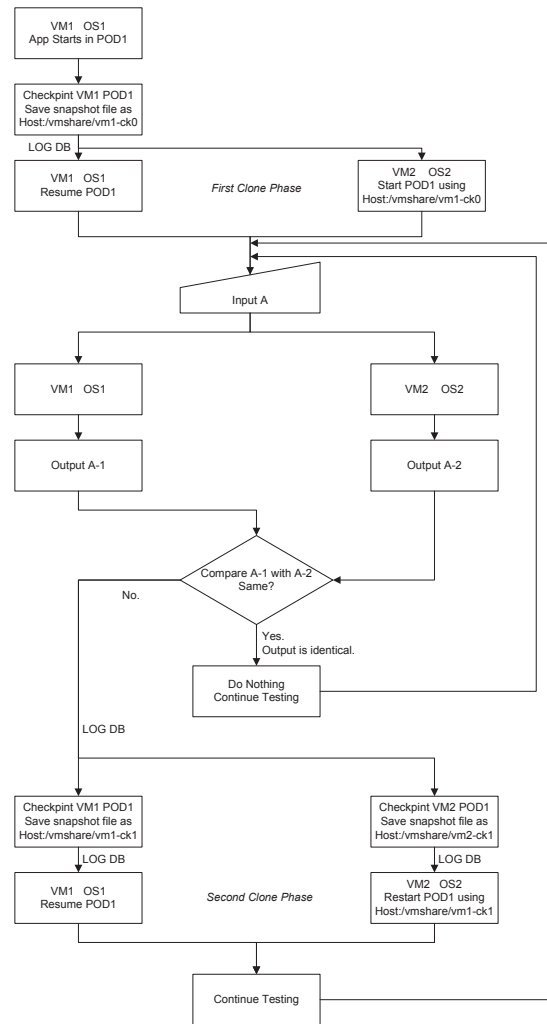 VM1 OS1
App Starts in POD1
Checkpint VM1 POD1
Save snapshot file as
Host:/vmshare/vm1-ck0
LOG DB
VM1 OS1
Resume POD1
First Clone Phase
VM2 OS2
Start POD1 using
Host:/vmshare/vm1-ck0
Input A
VM1 OS1
VM2 OS2
Output A-1
Output A-2
Compare A-1 with A-2
Same?
No.
Yes.
Output is identical.
Do Nothing
Continue Testing
LOG DB
Checkpint VM1 POD1
Save snapshot file as
Host:/vmshare/vm1-ck1
Checkpint VM2 POD1
Save snapshot file as
Host:/vmshare/vm2-ck1
LOG DB
LOG DB
VM1 OS1
Resume POD1
Second Clone Phase
VM2 OS2
Restart POD1 using
Host:/vmshare/vm1-ck1
Continue Testing